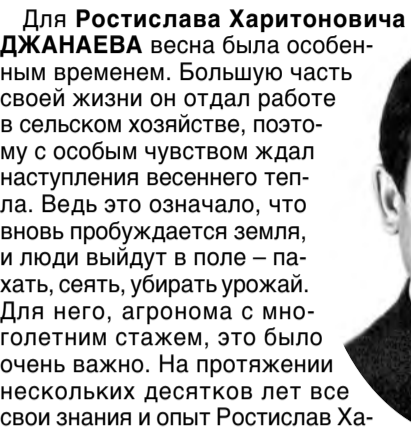 Для Ростислава Харитоновича
ДЖАНАЕВА весна была особен-
ным временем. Большую часть
своей жизни он отдал работе
в сельском хозяйстве, поэто-
му с особым чувством ждал
наступления весеннего теп-
ла. Ведь это означало, что
вновь пробуждается земля,
и люди выйдут в поле – па-
хать, сеять, убирать урожай.
Для него, агронома с мно-
голетним стажем, это было
очень важно. На протяжении
нескольких десятков лет все
свои знания и опыт Ростислав Ха-